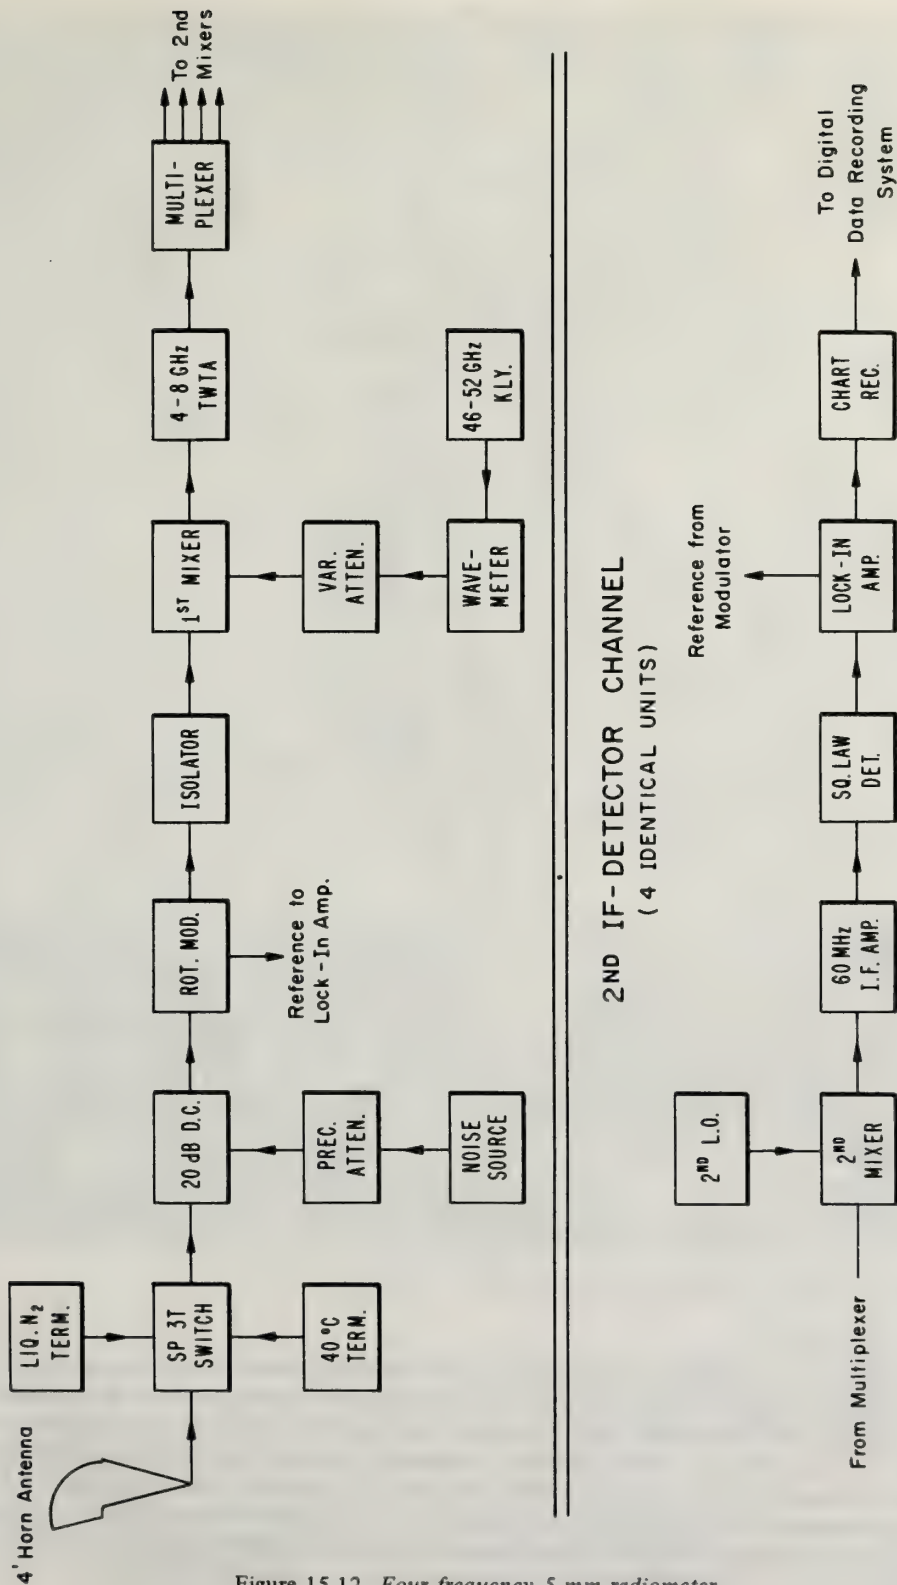 4' Horn Antenna
LIQ. N₂
TERM.
SP 3T
SWITCH
40 °C
TERM.
20 dB D.C.
PREC.
ATTEN.
NOISE
SOURCE
ROT. MOD.
Reference to
Lock-In Amp.
ISOLATOR
1ST MIXER
VAR.
ATTEN.
WAVE-
METER
46-52 GHz
KLY.
4-8 GHz
TWTA
MULTI-
PLEXER
To 2nd
Mixers
2ND IF-DETECTOR CHANNEL
(4 IDENTICAL UNITS)
From Multiplexer
2ND L.O.
2ND
MIXER
60 MHz
I.F. AMP.
SQ. LAW
DET.
Reference from
Modulator
LOCK-IN
AMP.
CHART
REC.
To Digital
Data Recording
System
Figure 15.12 Four frequency 5-mm radiometer